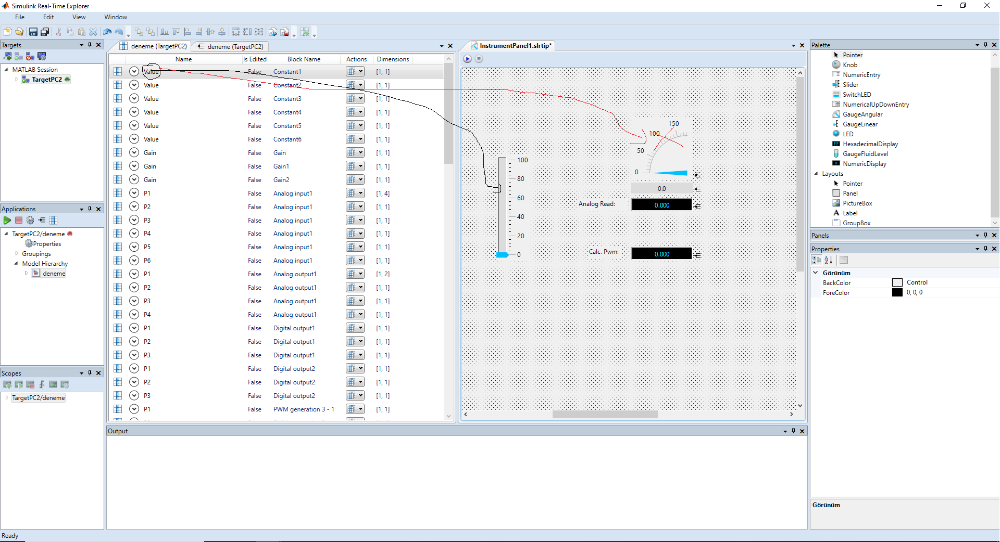 Simulink Real-Time Explorer
File Edit View Window
Targets
MATLAB Session
TargetPC2
Applications
TargetPC2/deneme
Properties
Groupings
Model Hierarchy
deneme
Scopes
TargetPC2/deneme
deneme (TargetPC2) deneme (TargetPC2)
Name Is Edited Block Name Actions Dimensions
Value False Constant1 [1, 1]
Value False Constant2 [1, 1]
Value False Constant3 [1, 1]
Value False Constant4 [1, 1]
Value False Constant5 [1, 1]
Value False Constant6 [1, 1]
Gain False Gain [1, 1]
Gain False Gain1 [1, 1]
Gain False Gain2 [1, 1]
P1 False Analog input1 [1, 4]
P2 False Analog input1 [1, 1]
P3 False Analog input1 [1, 1]
P4 False Analog input1 [1, 1]
P5 False Analog input1 [1, 1]
P6 False Analog input1 [1, 1]
P1 False Analog output1 [1, 2]
P2 False Analog output1 [1, 1]
P3 False Analog output1 [1, 1]
P4 False Analog output1 [1, 1]
P1 False Digital output1 [1, 1]
P2 False Digital output1 [1, 1]
P3 False Digital output1 [1, 1]
P1 False Digital output2 [1, 1]
P2 False Digital output2 [1, 1]
P3 False Digital output2 [1, 1]
P1 False PWM generation 3 - 1 [1, 1]
InstrumentPanel1.slrtip*
150
100
50
0
0.0
100
80
60
40
20
0
Analog Read: 0.000
Calc. Pwm: 0.000
Output
Palette
Pointer
Knob
NumericEntry
Slider
SwitchLED
NumericalUpDownEntry
GaugeAngular
GaugeLinear
LED
HexadecimalDisplay
GaugeFluidLevel
NumericDisplay
Layouts
Pointer
Panel
PictureBox
Label
GroupBox
Panels
Properties
Görünüm
BackColor Control
ForeColor 0, 0, 0
Görünüm
Ready